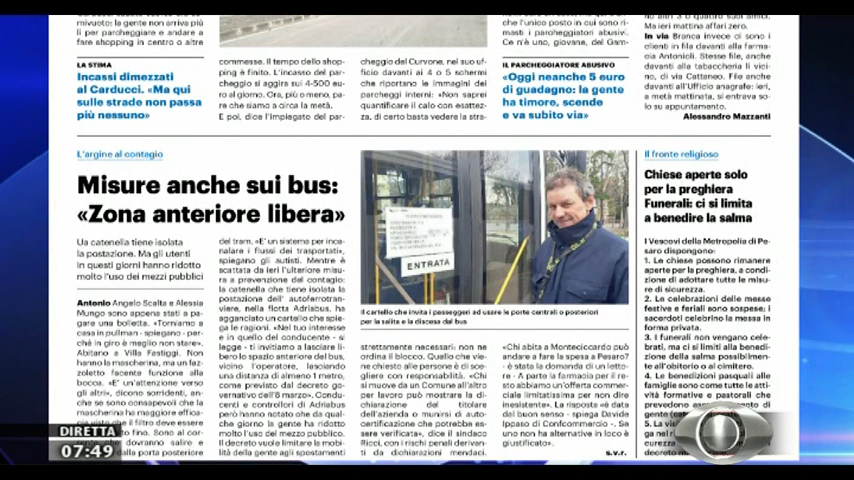 mivuoto: la gente non arriva più
lì per parcheggiare e andare a
fare shopping in centro o altre
LA STIMA
Incassi dimezzati
al Carducci. «Ma qui
sulle strade non passa
più nessuno»
commesse. Il tempo dello shop-
ping è finito. L'incasso del par-
cheggio si aggira sui 4-500 euro
al giorno. Ora, più o meno, pa-
re che siamo a circa la metà.
E poi, dice l'impiegato del par-
cheggio del Curvone, nel suo uf-
ficio davanti ai 4 o 5 schermi
che riportano le immagini dei
parcheggi interni: «Non saprei
quantificare il calo con esattez-
za, di certo basta vedere la stra-
che l'unico posto in cui sono ri-
masti i parcheggiatori abusivi.
Ce n'è uno, giovane, del Gam-
IL PARCHEGGIATORE ABUSIVO
«Oggi neanche 5 euro
di guadagno: la gente
ha timore, scende
e va subito via»
Ma ieri mattina affari zero.
In via Branca invece ci sono i
clienti in fila davanti alla farma-
cia Antonioli. Stesse file, anche
davanti alla tabaccheria lì vici-
no, di via Cattaneo. File anche
davanti all'Ufficio anagrafe: ieri,
a metà mattinata, si entrava so-
lo su appuntamento.
Alessandro Mazzanti
L'argine al contagio
Misure anche sui bus:
«Zona anteriore libera»
Ua catenella tiene isolata
la postazione. Ma gli utenti
in questi giorni hanno ridotto
molto l'uso dei mezzi pubblici
Antonio Angelo Scalta e Alessia
Mungo sono appena stati a pa-
gare una bolletta. «Torniamo a
casa in pullman - spiegano - per-
ché in giro è meglio non stare».
Abitano a Villa Fastiggi. Non
hanno la mascherina, ma un faz-
zoletto facente funzione alla
bocca. «E' un'attenzione verso
gli altri», dicono sorridenti, an-
che se sono consapevoli che la
mascherina ha maggiore effica-
che il filtro deve essere
fino. Sono al cor-
che dovranno salire e
dalla porta posteriore
del tram. «E' un sistema per inca-
nalare i flussi dei trasportati»,
spiegano gli autisti. Mentre è
scattata da ieri l'ulteriore misu-
ra a prevenzione del contagio:
la catenella che tiene isolata la
postazione dell' autoferrotran-
viere, nella flotta Adriabus, ha
agganciato un cartello che spie-
ga le ragioni. «Nel tuo interesse
e in quello del conducente - si
legge - ti invitiamo a lasciare libe-
ro lo spazio anteriore del bus,
vicino l'operatore, lasciando
una distanza di almeno 1 metro,
come previsto dal decreto go-
vernativo dell'8 marzo». Condu-
centi e controllori di Adriabus
però hanno notato che da qual-
che giorno la gente ha ridotto
molto l'uso del mezzo pubblico.
Il decreto vuole limitare la mobi-
lità della gente agli spostamenti
ENTRATA
Il cartello che invita i passeggeri ad usare le porte centrali o posteriori
per la salita e la discesa dal bus
strettamente necessari: non ne
ordina il blocco. Quello che vie-
ne chiesto alle persone è di sce-
gliere con responsabilità. «Chi
si muove da un Comune all'altro
per lavoro può mostrare la di-
chiarazione del titolare
dell'azienda o munirsi di auto-
certificazione che potrebbe es-
sere verificata», dice il sindaco
Ricci, con i rischi penali derivan-
ti da dichiarazioni mendaci.
«Chi abita a Monteciccardo può
andare a fare la spesa a Pesaro?
- è stata la domanda di un letto-
re - A parte la farmacia per il re-
sto abbiamo un'offerta commer-
ciale limitatissima per non dire
inesistente». La risposta «è data
dal buon senso - spiega Davide
Ippaso di Confcommercio -. Se
uno non ha alternative in loco è
giustificato».
s.v.r.
Il fronte religioso
Chiese aperte solo
per la preghiera
Funerali: ci si limita
a benedire la salma
I Vescovi della Metropolia di Pe-
saro dispongono:
1. Le chiese possono rimanere
aperte per la preghiera, a condi-
zione di adottare tutte le misu-
re di sicurezza.
2. Le celebrazioni delle messe
festive e feriali sono sospese; i
sacerdoti celebrino la messa in
forma privata.
3. I funerali non vengano cele-
brati, ma ci si limiti alla benedi-
zione della salma possibilmen-
te all'obitorio o al cimitero.
4. Le benedizioni pasquali alle
famiglie sono come tutte le atti-
vità formative e pastorali che
prevedono
gente
5. La
DIRETTA
07:49